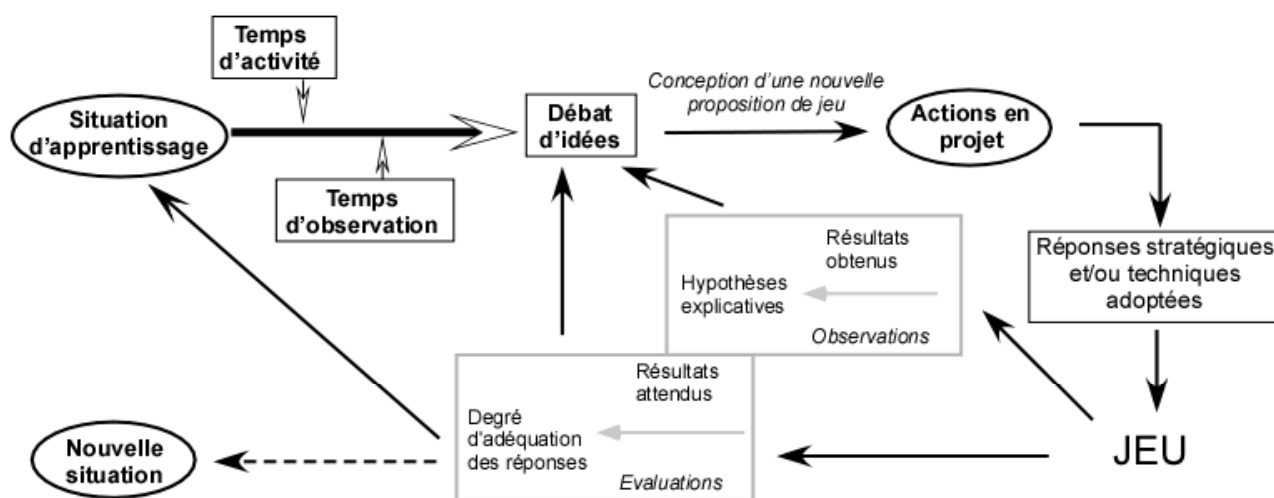 Temps
d'activité
Situation
d'apprentissage
Temps
d'observation
Débat
d'idées
Conception d'une nouvelle
proposition de jeu
Actions en
projet
Réponses stratégiques
et/ou techniques
adoptées
Résultats
obtenus
Hypothèses
explicatives
Observations
Résultats
attendus
Degré
d'adéquation
des réponses
Evaluations
JEU
Nouvelle
situation